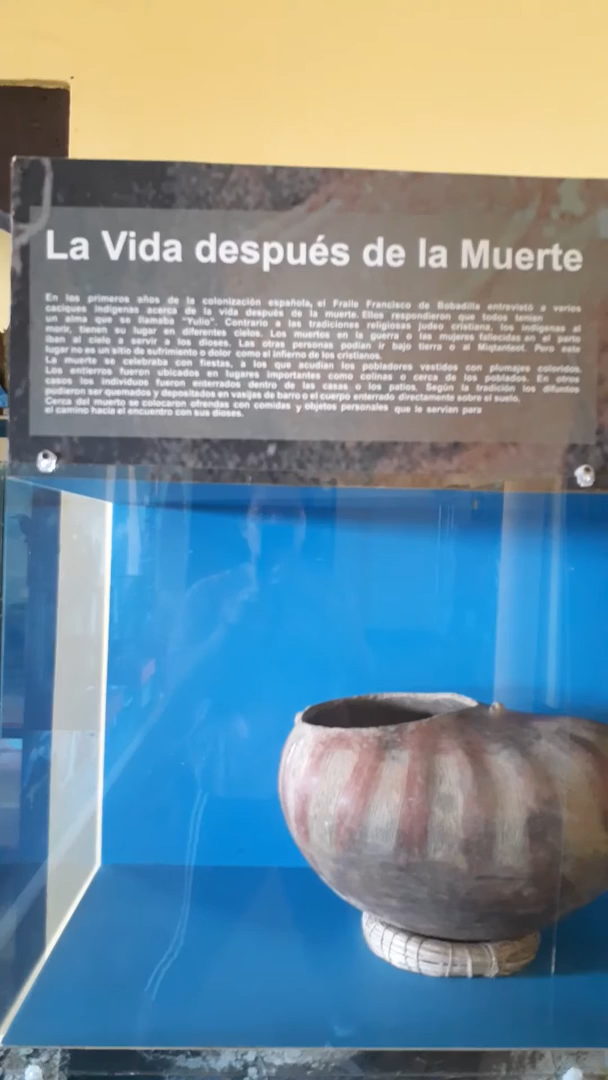 La Vida después de la Muerte
En los primeros años de la colonización española, el Fraile Francisco de Bobadilla entrevistó a varios
caciques indígenas acerca de la vida después de la muerte. Ellos respondieron que todos tenían
un alma que se llamaba "Yulio". Contrario a las tradiciones religiosas judeo cristiana, los indígenas al
morir, tienen su lugar en diferentes cielos. Los muertos en la guerra o las mujeres fallecidas en el parto
iban al cielo a servir a los dioses. Las otras personas podían ir bajo tierra o al Miqtanteot. Pero este
lugar no es un sitio de sufrimiento o dolor como el infierno de los cristianos.
La muerte se celebraba con fiestas, a los que acudían los pobladores vestidos con plumajes coloridos.
Los entierros fueron ubicados en lugares importantes como colinas o cerca de los poblados. En otros
casos los individuos fueron enterrados dentro de las casas o los patios. Según la tradición los difuntos
pudieron ser quemados y depositados en vasijas de barro o el cuerpo enterrado directamente sobre el suelo.
Cerca del muerto se colocaron ofrendas con comidas y objetos personales que le servían para
el camino hacia el encuentro con sus dioses.